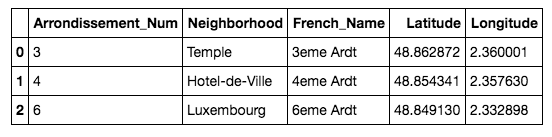 Arrondissement_Num Neighborhood French_Name Latitude Longitude
0 3 Temple 3eme Ardt 48.862872 2.360001
1 4 Hotel-de-Ville 4eme Ardt 48.854341 2.357630
2 6 Luxembourg 6eme Ardt 48.849130 2.332898